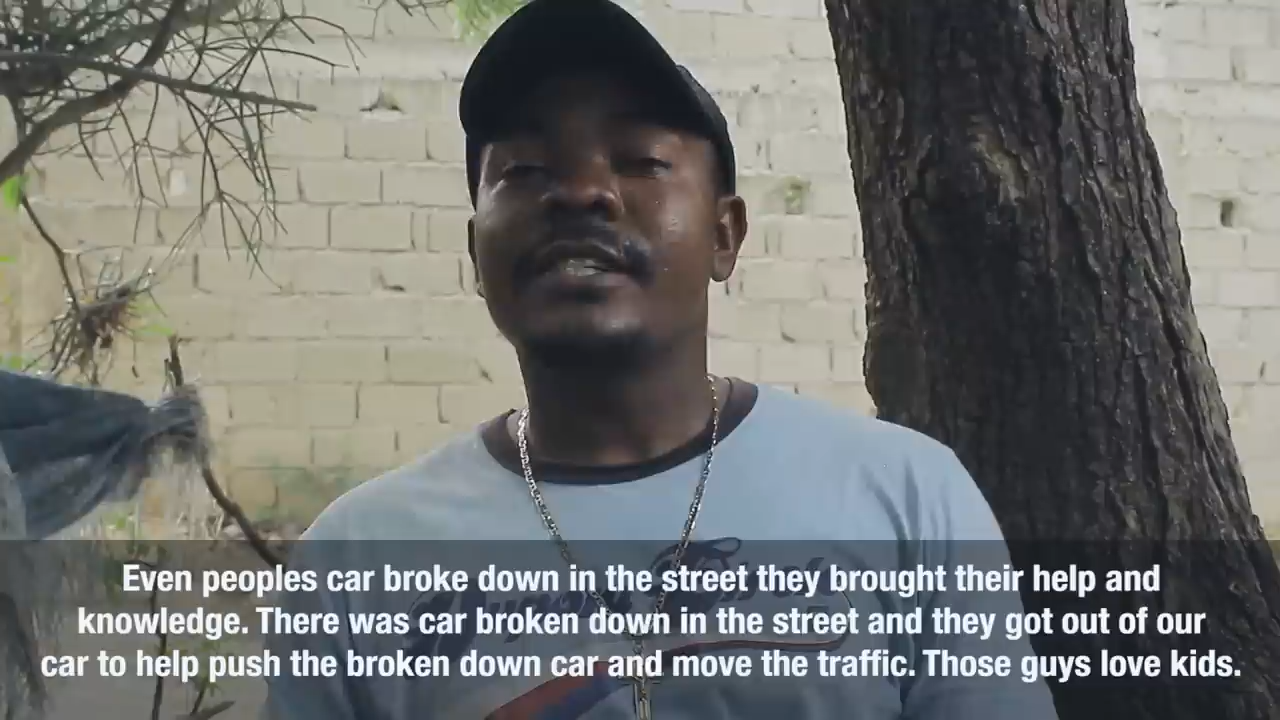 Even peoples car broke down in the street they brought their help and
knowledge. There was car broken down in the street and they got out of our
car to help push the broken down car and move the traffic. Those guys love kids.